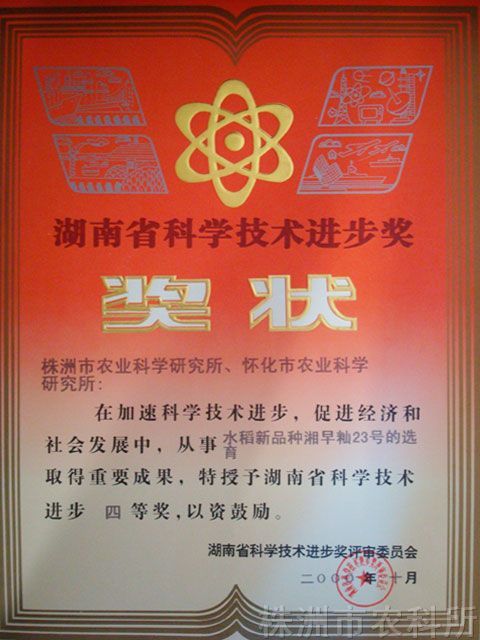 湖南省科学技术进步奖
奖状
株洲市农业科学研究所、怀化市农业科学
研究所:
在加速科学技术进步，促进经济和
社会发展中，从事 水稻新品种湘早籼23号的选
育
取得重要成果，特授予湖南省科学技术
进步 四 等奖，以资鼓励。
湖南省科学技术进步奖评审委员会
二〇〇〇年 十月
株洲市农科所